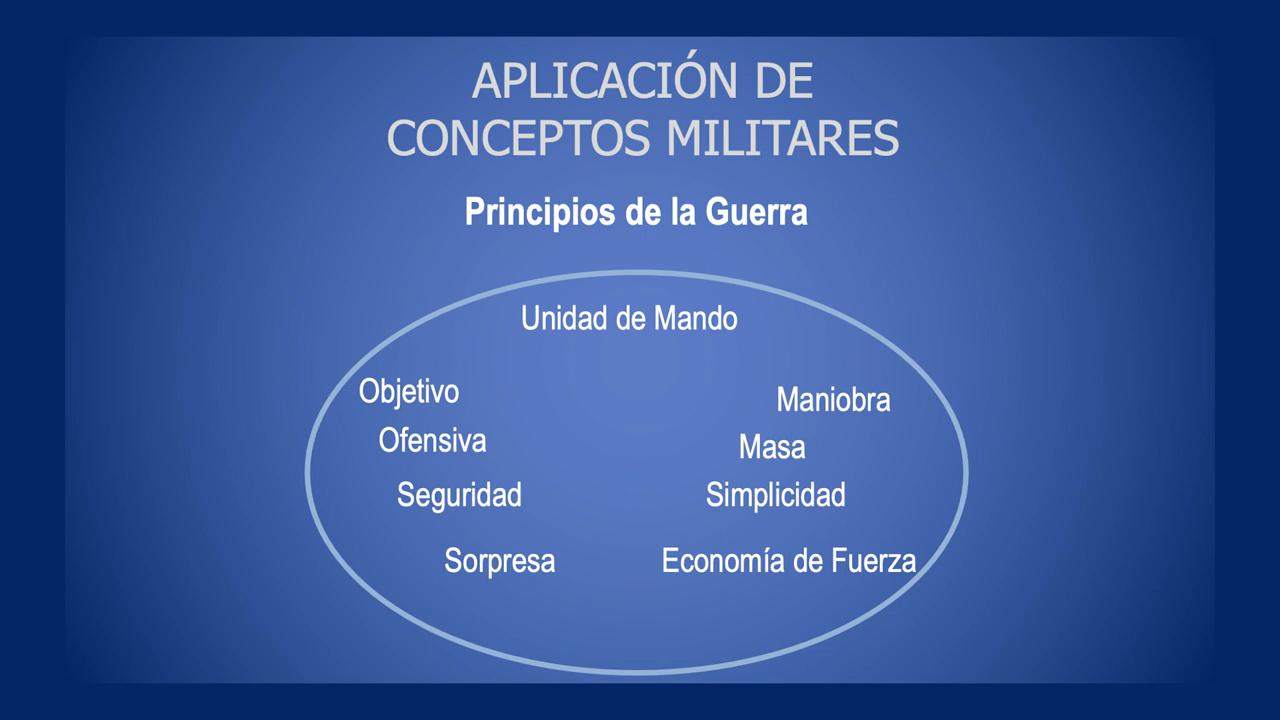 APLICACIÓN DE
CONCEPTOS MILITARES
Principios de la Guerra
Unidad de Mando
Objetivo
Ofensiva
Seguridad
Sorpresa
Maniobra
Masa
Simplicidad
Economía de Fuerza